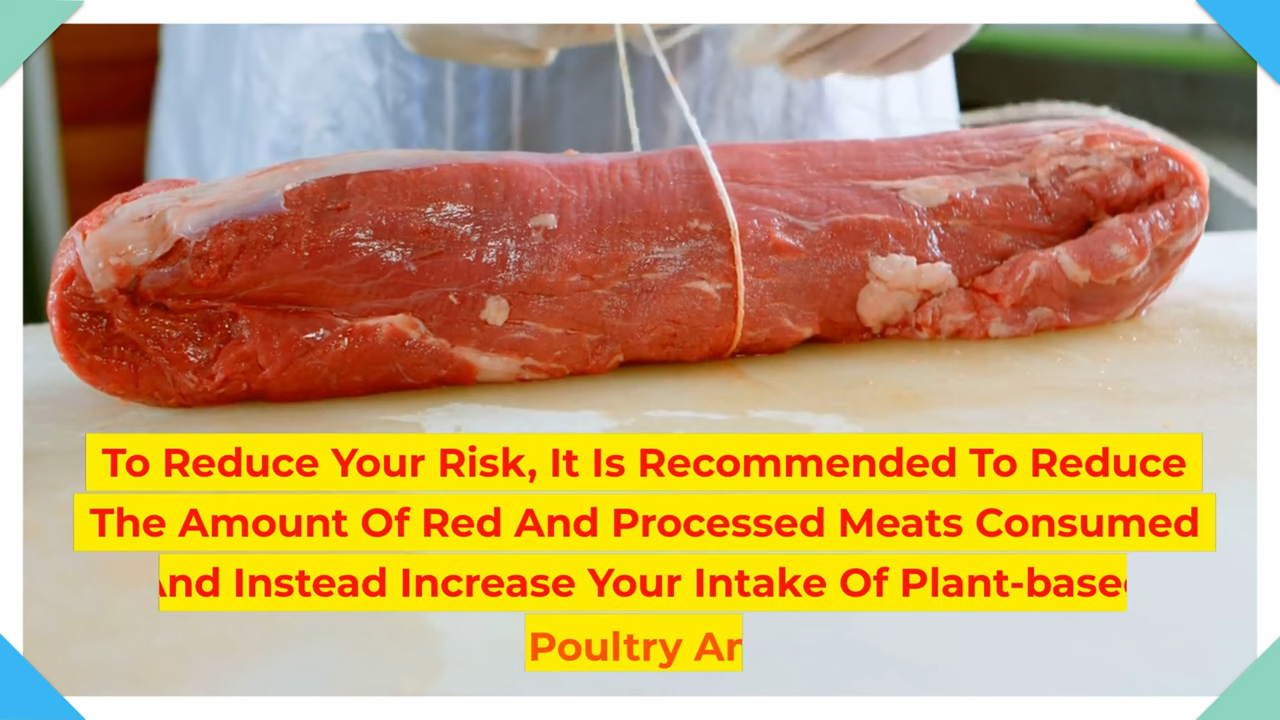 To Reduce Your Risk, It Is Recommended To Reduce
The Amount Of Red And Processed Meats Consumed
And Instead Increase Your Intake Of Plant-based
Poultry